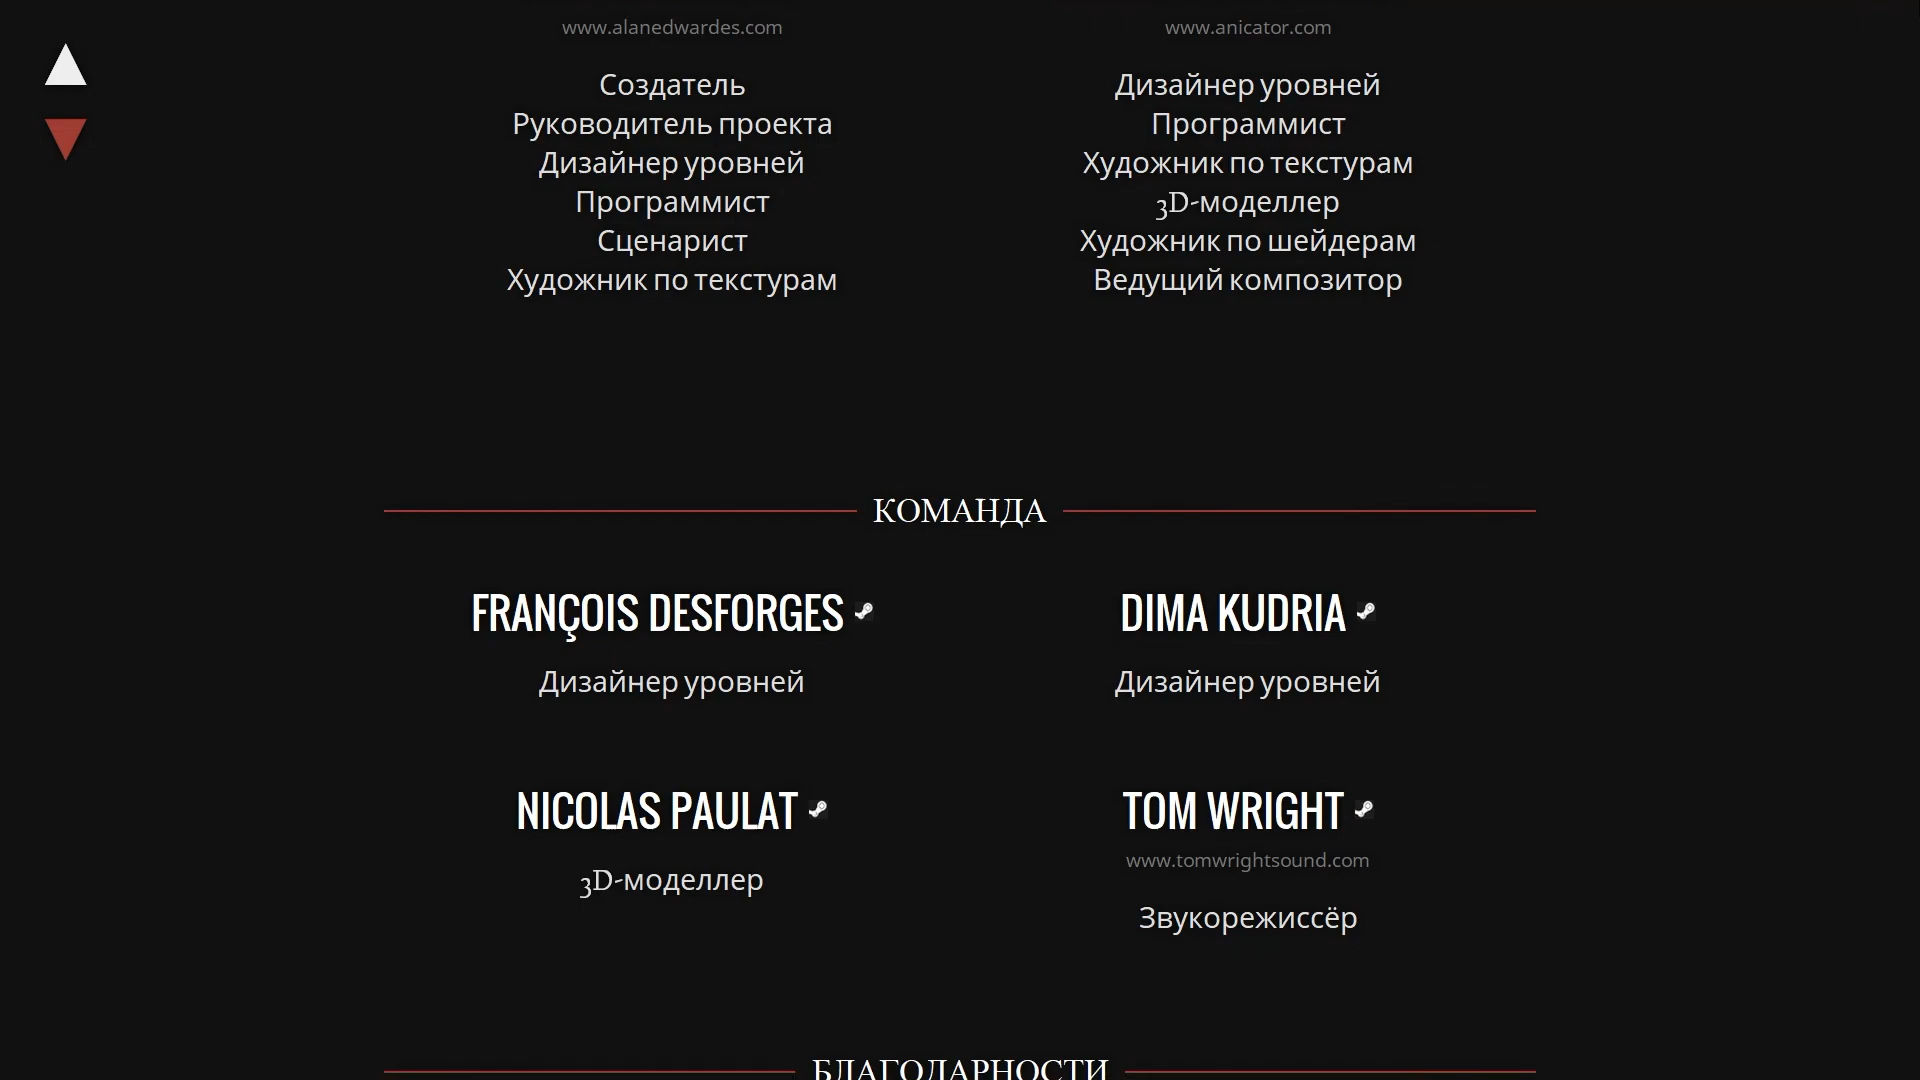 www.alanedwardes.com
Создатель
Руководитель проекта
Дизайнер уровней
Программист
Сценарист
Художник по текстурам
www.anicator.com
Дизайнер уровней
Программист
Художник по текстурам
3D-моделлер
Художник по шейдерам
Ведущий композитор
КОМАНДА
FRANÇOIS DESFORGES
Дизайнер уровней
DIMA KUDRIA
Дизайнер уровней
NICOLAS PAULAT
3D-моделлер
TOM WRIGHT
www.tomwrightsound.com
Звукорежиссёр
БЛАГОДАРНОСТИ